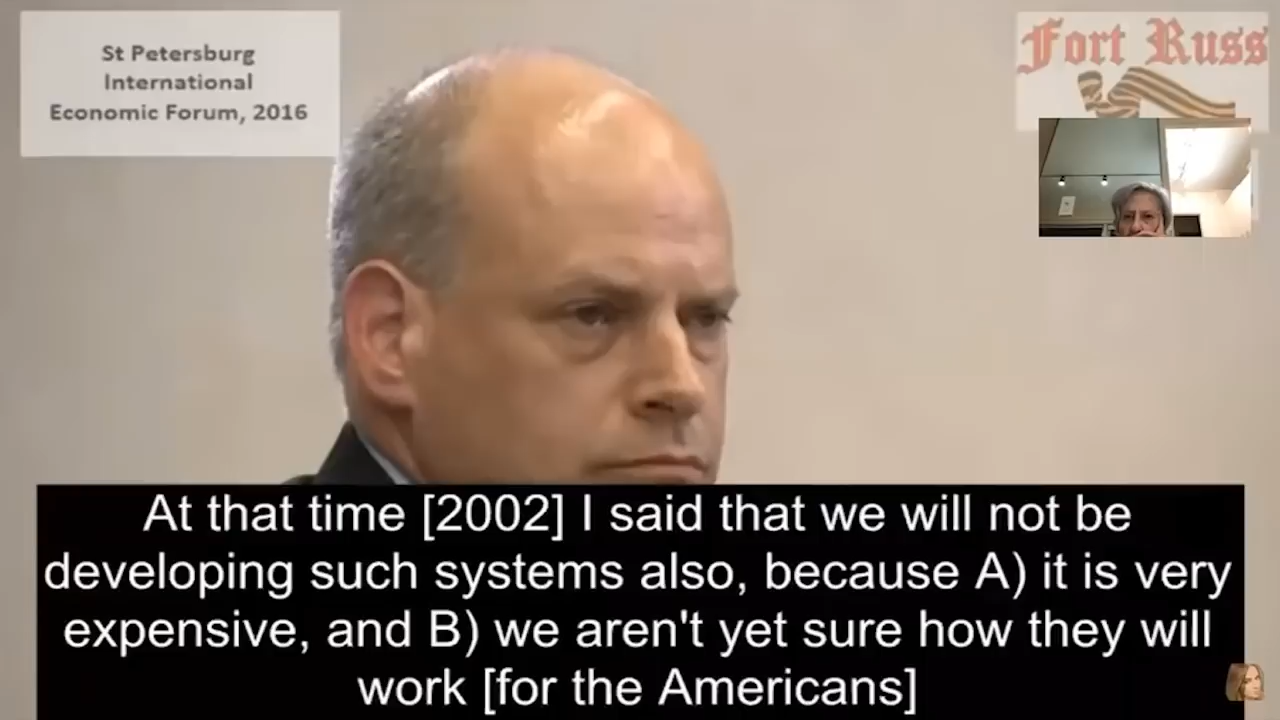 St Petersburg
International
Economic Forum, 2016
Fort Russ
At that time [2002] I said that we will not be
developing such systems also, because A) it is very
expensive, and B) we aren't yet sure how they will
work [for the Americans]